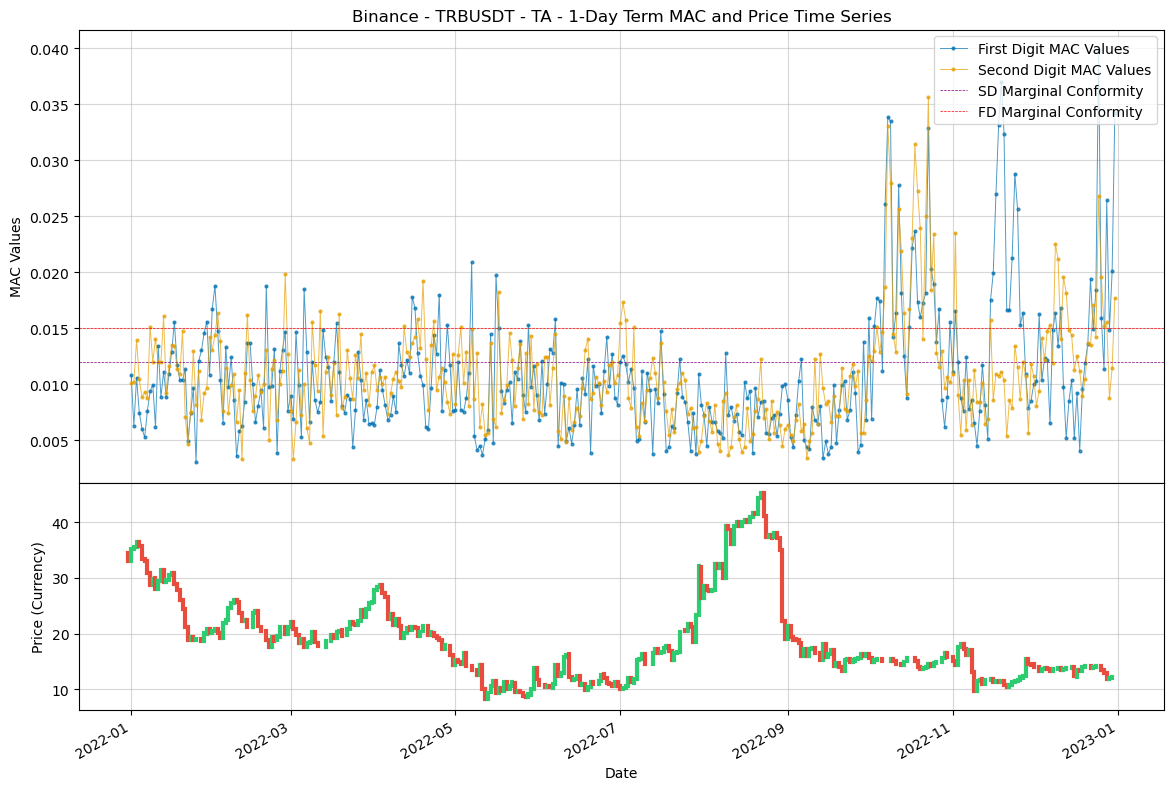 Binance - TRBUSDT - TA - 1-Day Term MAC and Price Time Series
First Digit MAC Values
Second Digit MAC Values
SD Marginal Conformity
FD Marginal Conformity
MAC Values
0.040
0.035
0.030
0.025
0.020
0.015
0.010
0.005
Price (Currency)
40
30
20
10
2022-01
2022-03
2022-05
2022-07
2022-09
2022-11
2023-01
Date